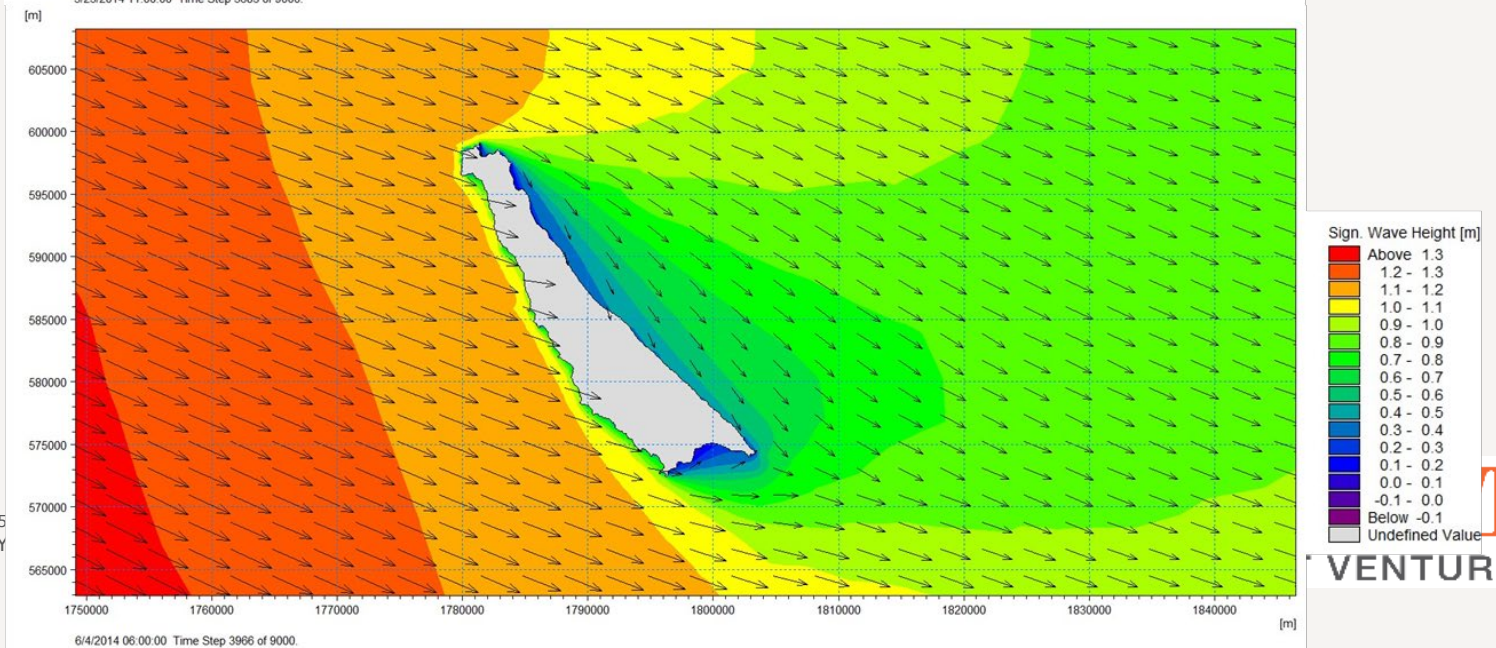 [m]
605000
600000
595000
590000
585000
580000
575000
570000
565000
1750000 1760000 1770000 1780000 1790000 1800000 1810000 1820000 1830000 1840000
[m]
6/4/2014 06:00:00 Time Step 3966 of 9000.
Sign. Wave Height [m]
Above 1.3
1.2 - 1.3
1.1 - 1.2
1.0 - 1.1
0.9 - 1.0
0.8 - 0.9
0.7 - 0.8
0.6 - 0.7
0.5 - 0.6
0.4 - 0.5
0.3 - 0.4
0.2 - 0.3
0.1 - 0.2
0.0 - 0.1
-0.1 - 0.0
Below -0.1
Undefined Value
VENTUR